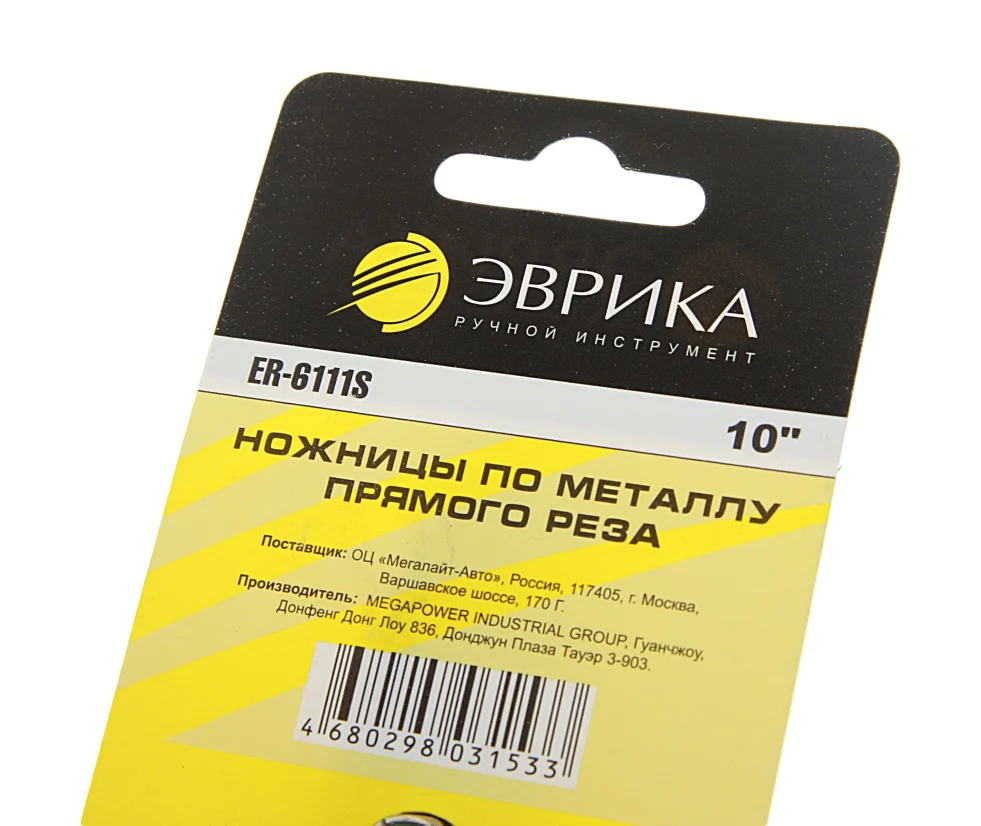 ЭВРИКА
РУЧНОЙ ИНСТРУМЕНТ
ER-6111S
10"
НОЖНИЦЫ ПО МЕТАЛЛУ
ПРЯМОГО РЕЗА
Поставщик: ОЦ «Мегалайт-Авто», Россия, 117405, г. Москва,
Варшавское шоссе, 170 Г.
Производитель: MEGAPOWER INDUSTRIAL GROUP, Гуанчжоу,
Донфенг Донг Лоу 836, Донджун Плаза Тауэр 3-903.
4 680298 031533